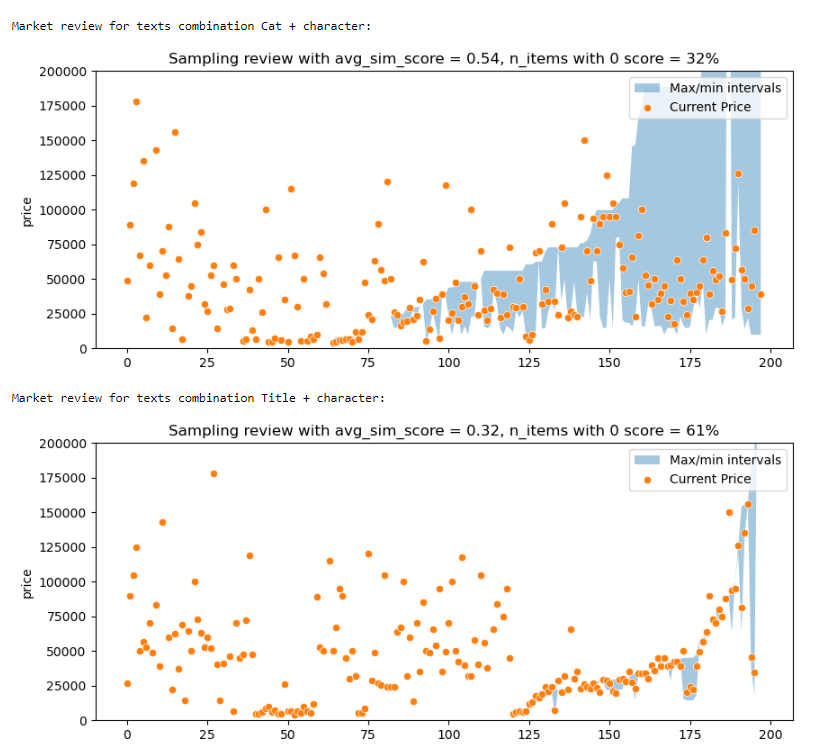 Market review for texts combination Cat + character:
Sampling review with avg_sim_score = 0.54, n_items with 0 score = 32%
200000
175000
150000
125000
100000
75000
50000
25000
0
price
Max/min intervals
Current Price
0 25 50 75 100 125 150 175 200
Market review for texts combination Title + character:
Sampling review with avg_sim_score = 0.32, n_items with 0 score = 61%
200000
175000
150000
125000
100000
75000
50000
25000
0
price
Max/min intervals
Current Price
0 25 50 75 100 125 150 175 200